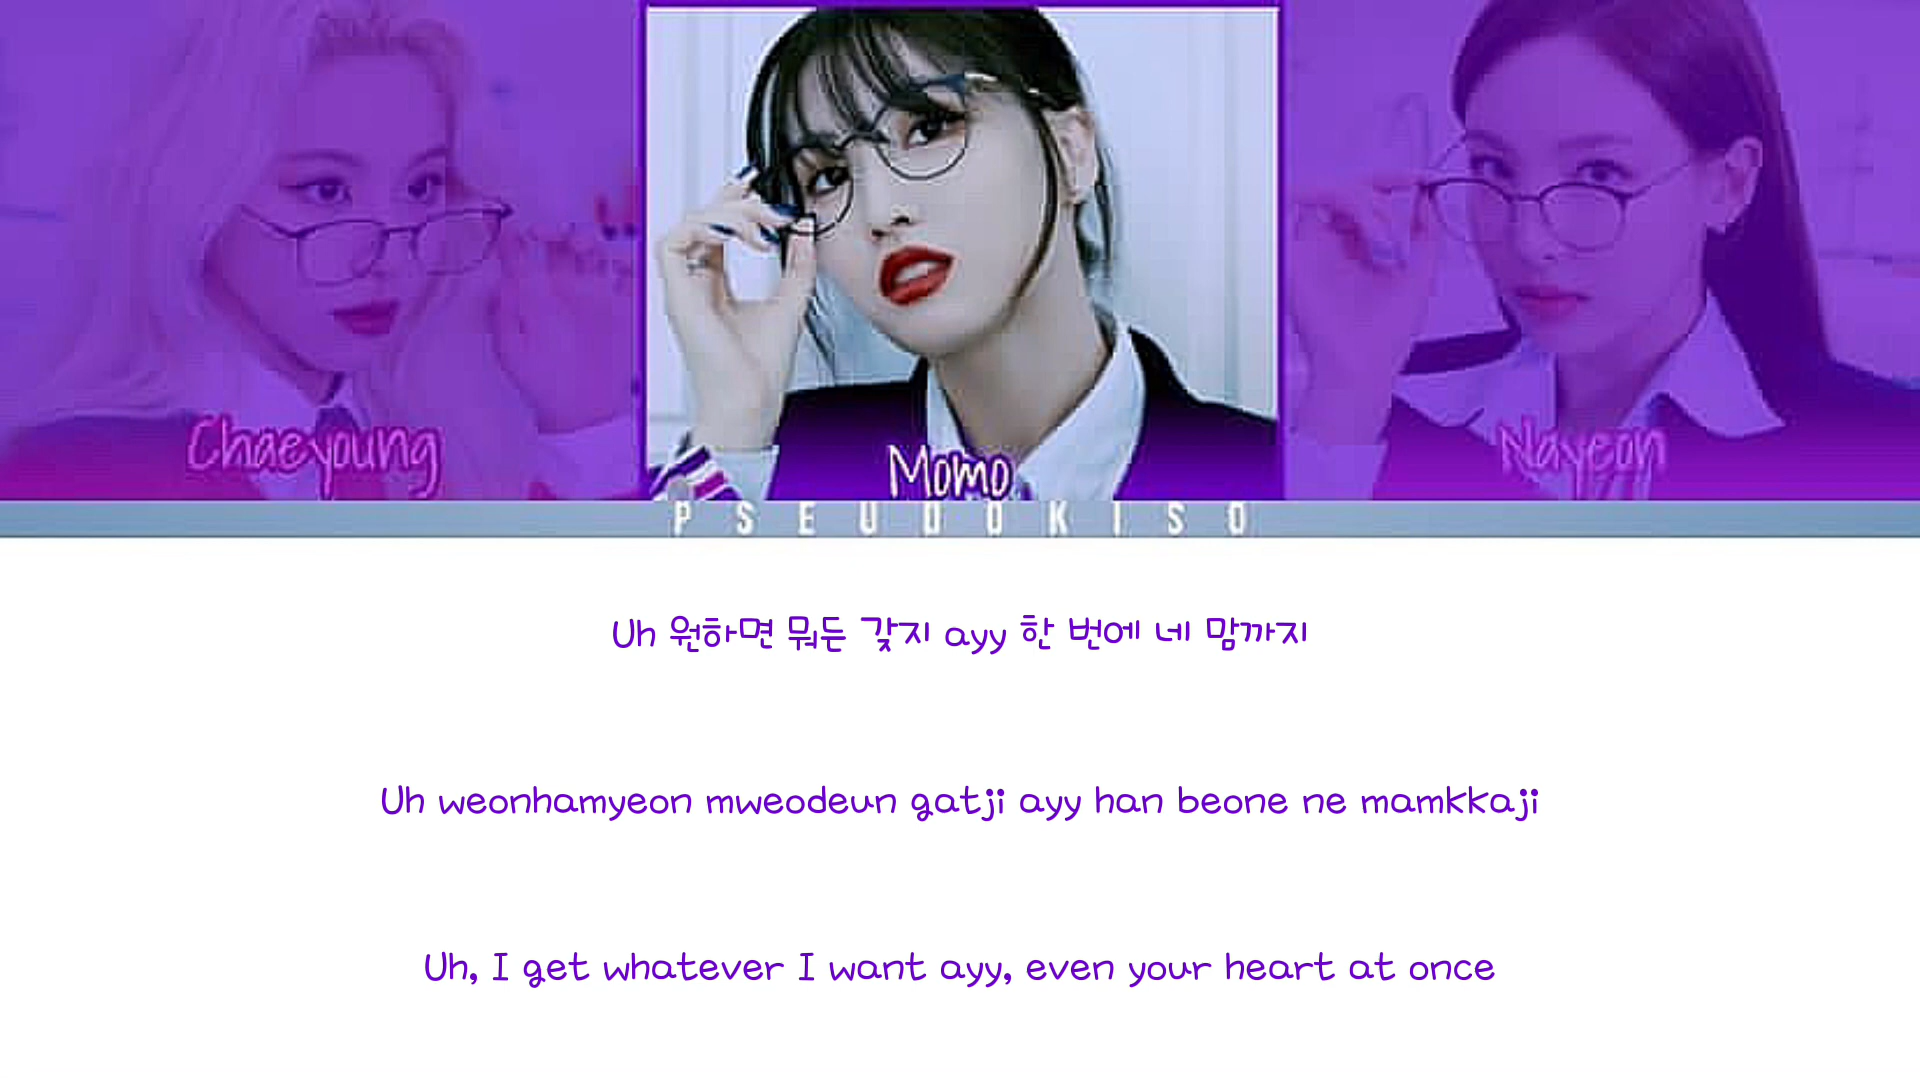 Chaeyoung Momo Nayeon
PSEUDOKISO
Uh 원하면 뭐든 갖지 ayy 한 번에 네 맘까지
Uh weonhamyeon mweodeun gatji ayy han beone ne mamkkaji
Uh, I get whatever I want ayy, even your heart at once